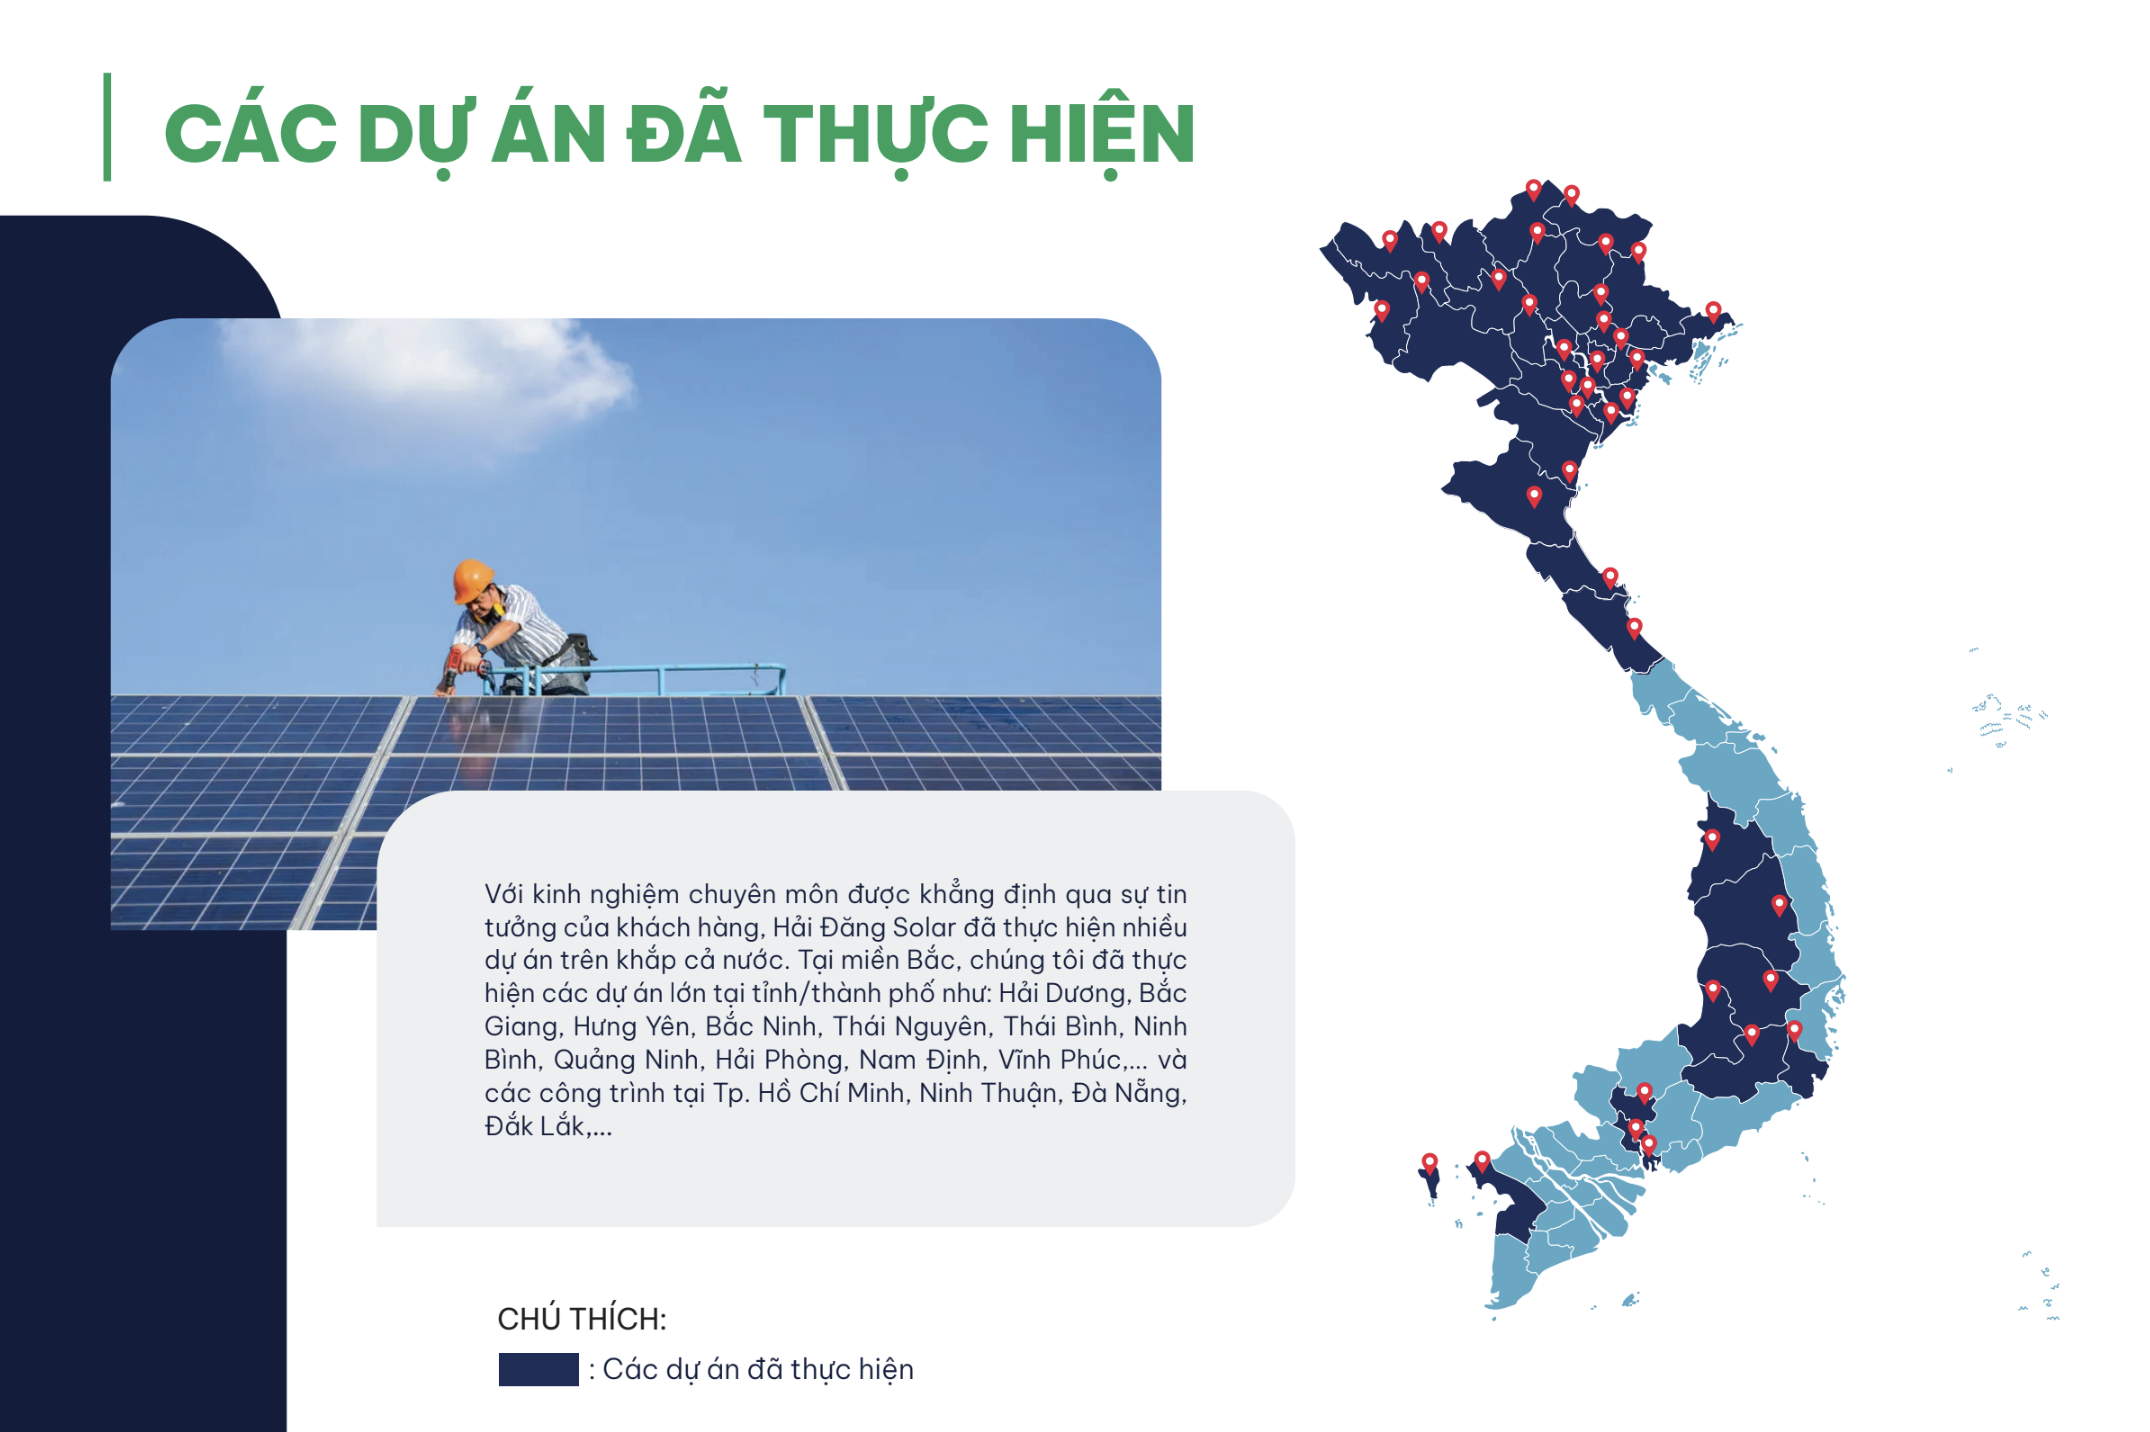 CÁC DỰ ÁN ĐÃ THỰC HIỆN
Với kinh nghiệm chuyên môn được khẳng định qua sự tin
tưởng của khách hàng, Hải Đăng Solar đã thực hiện nhiều
dự án trên khắp cả nước. Tại miền Bắc, chúng tôi đã thực
hiện các dự án lớn tại tỉnh/thành phố như: Hải Dương, Bắc
Giang, Hưng Yên, Bắc Ninh, Thái Nguyên, Thái Bình, Ninh
Bình, Quảng Ninh, Hải Phòng, Nam Định, Vĩnh Phúc,... và
các công trình tại Tp. Hồ Chí Minh, Ninh Thuận, Đà Nẵng,
Đắk Lắk,...
CHÚ THÍCH:
: Các dự án đã thực hiện